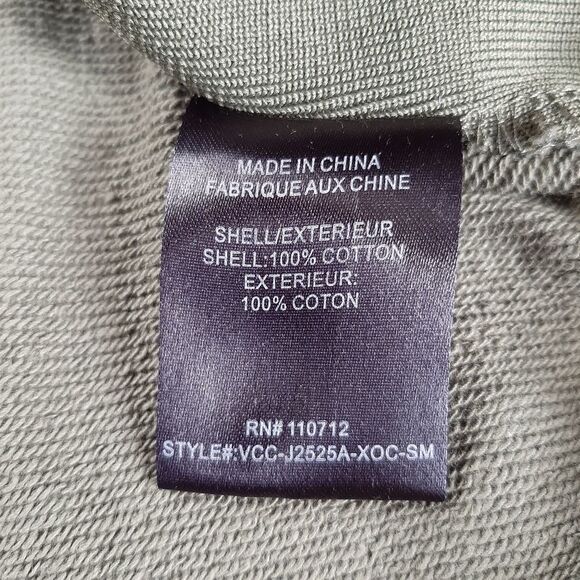 MADE IN CHINA
FABRIQUE AUX CHINE
SHELL/EXTERIEUR
SHELL:100% COTTON
EXTERIEUR:
100% COTON
RN# 110712
STYLE#:VCC-J2525A-XOC-SM